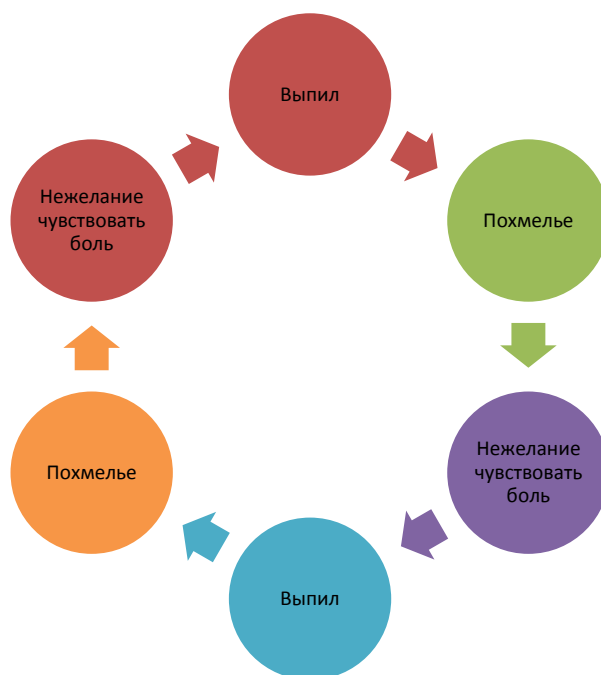 Выпил
Похмелье
Нежелание
чувствовать
боль
Выпил
Похмелье
Нежелание
чувствовать
боль